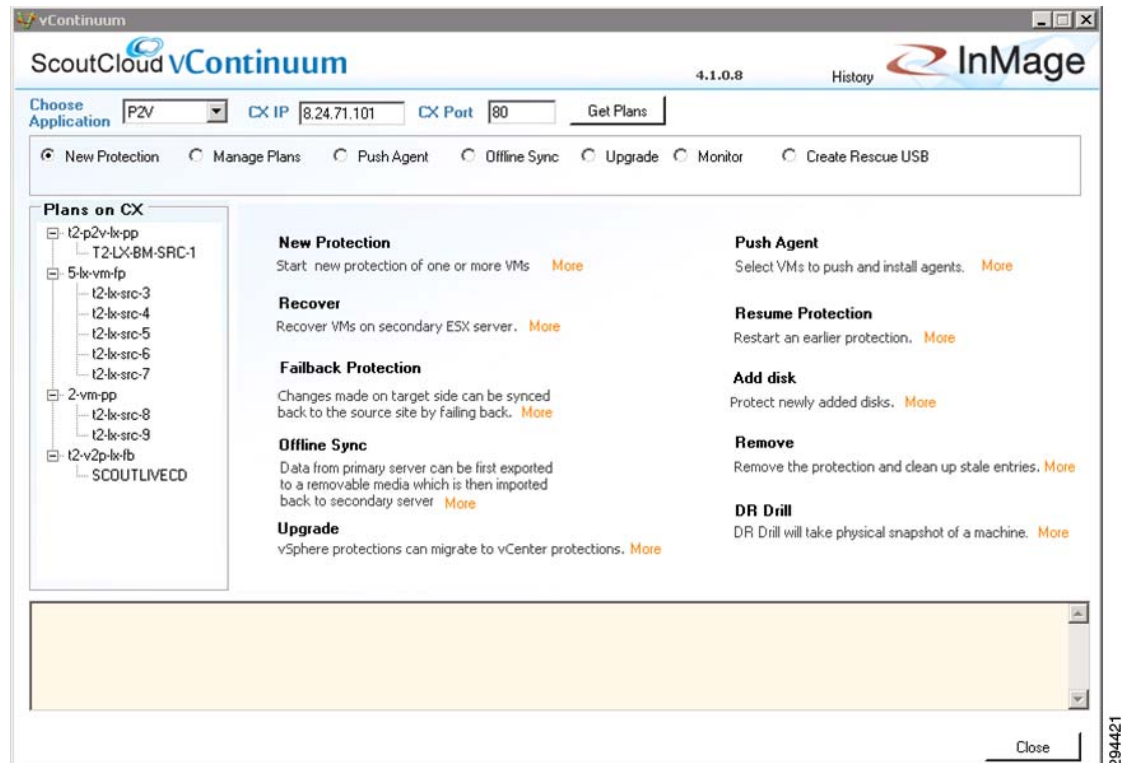 vContinuum
ScoutCloud vContinuum
4.1.0.8
History
InMage
Choose Application
P2V
CX IP
8.24.71.101
CX Port
80
Get Plans
New Protection
Manage Plans
Push Agent
Offline Sync
Upgrade
Monitor
Create Rescue USB
Plans on CX
t2-p2v-lx-pp
T2-LX-BM-SRC-1
5-lx-vm-fp
t2-lx-src-3
t2-lx-src-4
t2-lx-src-5
t2-lx-src-6
t2-lx-src-7
2-vm-pp
t2-lx-src-8
t2-lx-src-9
t2-v2p-lx-fb
SCOUTLIVECD
New Protection
Start new protection of one or more VMs More
Recover
Recover VMs on secondary ESX server. More
Failback Protection
Changes made on target side can be synced
back to the source site by failing back. More
Offline Sync
Data from primary server can be first exported
to a removable media which is then imported
back to secondary server More
Upgrade
vSphere protections can migrate to vCenter protections. More
Push Agent
Select VMs to push and install agents. More
Resume Protection
Restart an earlier protection. More
Add disk
Protect newly added disks. More
Remove
Remove the protection and clean up stale entries. More
DR Drill
DR Drill will take physical snapshot of a machine. More
Close
294421